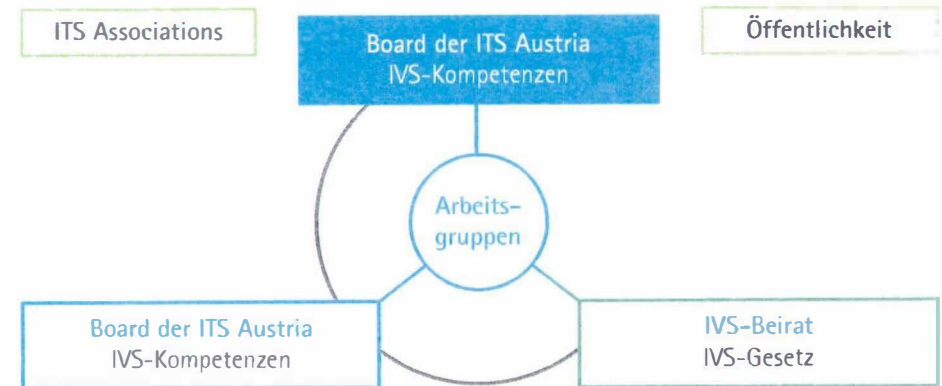 ITS Associations
Board der ITS Austria
IVS-Kompetenzen
Öffentlichkeit
Arbeits-
gruppen
Board der ITS Austria
IVS-Kompetenzen
IVS-Beirat
IVS-Gesetz